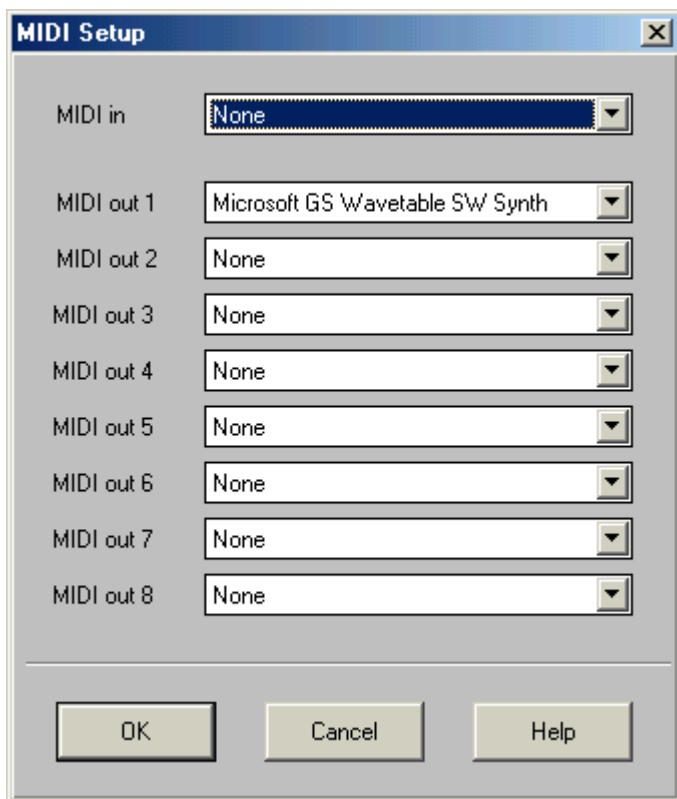 MIDI Setup
MIDI in None
MIDI out 1 Microsoft GS Wavetable SW Synth
MIDI out 2 None
MIDI out 3 None
MIDI out 4 None
MIDI out 5 None
MIDI out 6 None
MIDI out 7 None
MIDI out 8 None
OK Cancel Help